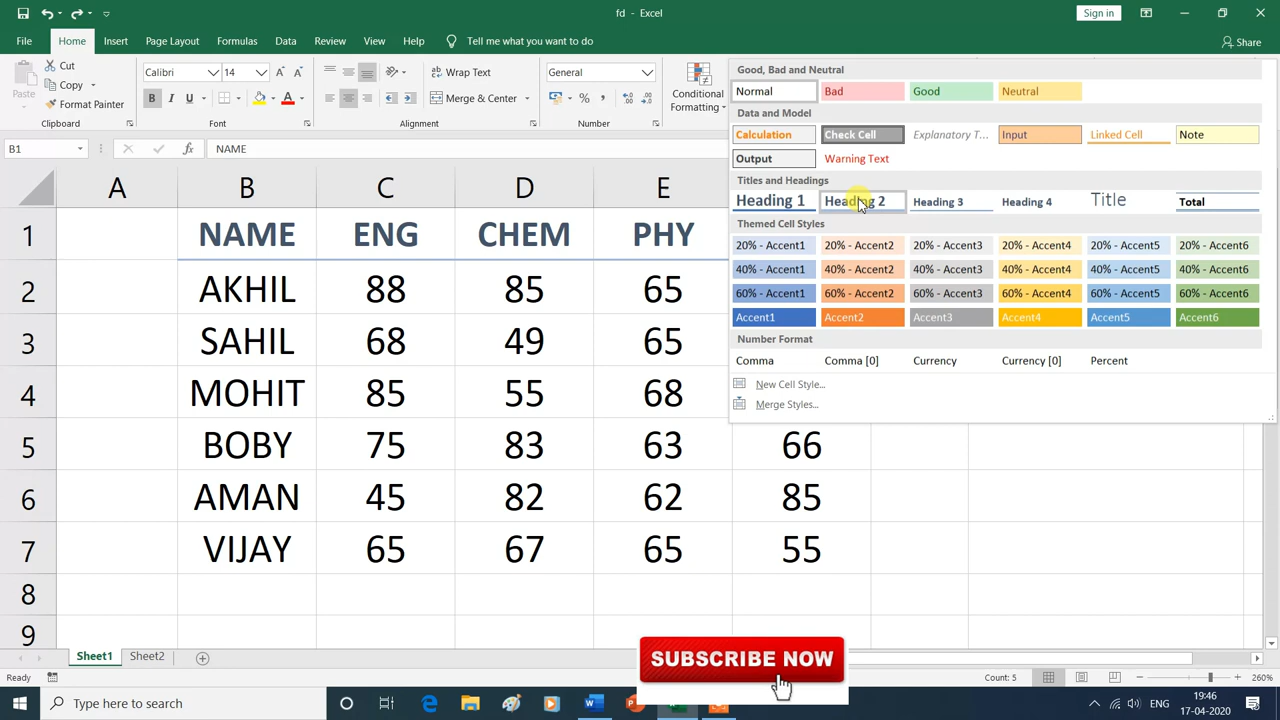 fd - Excel
Sign in
File Home Insert Page Layout Formulas Data Review View Help Tell me what you want to do
Share
Paste
Cut
Copy
Format Painter
Calibri 14
B I U
Wrap Text
Merge & Center
General
Conditional
Formatting
Clipboard Font Alignment Number
B1 NAME
Good, Bad and Neutral
Normal Bad Good Neutral
Data and Model
Calculation Check Cell Explanatory T... Input Linked Cell Note
Output Warning Text
Titles and Headings
Heading 1 Heading 2 Heading 3 Heading 4 Title Total
Themed Cell Styles
20% - Accent1 20% - Accent2 20% - Accent3 20% - Accent4 20% - Accent5 20% - Accent6
40% - Accent1 40% - Accent2 40% - Accent3 40% - Accent4 40% - Accent5 40% - Accent6
60% - Accent1 60% - Accent2 60% - Accent3 60% - Accent4 60% - Accent5 60% - Accent6
Accent1 Accent2 Accent3 Accent4 Accent5 Accent6
Number Format
Comma Comma [0] Currency Currency [0] Percent
New Cell Style...
Merge Styles...
A B C D E
1 NAME ENG CHEM PHY
2 AKHIL 88 85 65
3 SAHIL 68 49 65
4 MOHIT 85 55 68
5 BOBY 75 83 63 66
6 AMAN 45 82 62 85
7 VIJAY 65 67 65 55
8
9
Sheet1 Sheet2
SUBSCRIBE NOW
Ready Count: 5 260%
Type here to search
ENG
19:46
17-04-2020